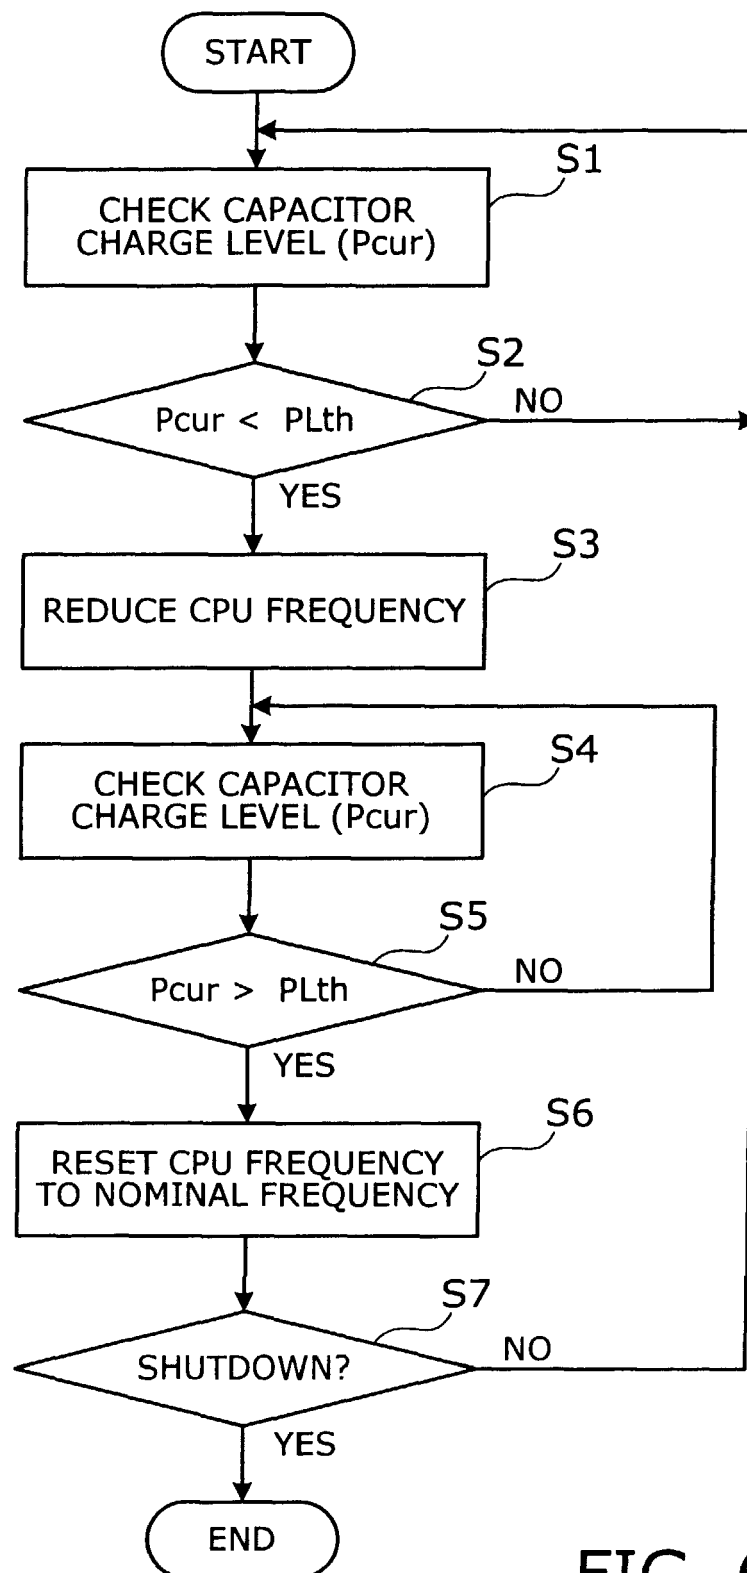 START
S1
CHECK CAPACITOR
CHARGE LEVEL (Pcur)
S2
Pcur < PLth
NO
YES
S3
REDUCE CPU FREQUENCY
S4
CHECK CAPACITOR
CHARGE LEVEL (Pcur)
S5
Pcur > PLth
NO
YES
S6
RESET CPU FREQUENCY
TO NOMINAL FREQUENCY
S7
SHUTDOWN?
NO
YES
END
FIG.